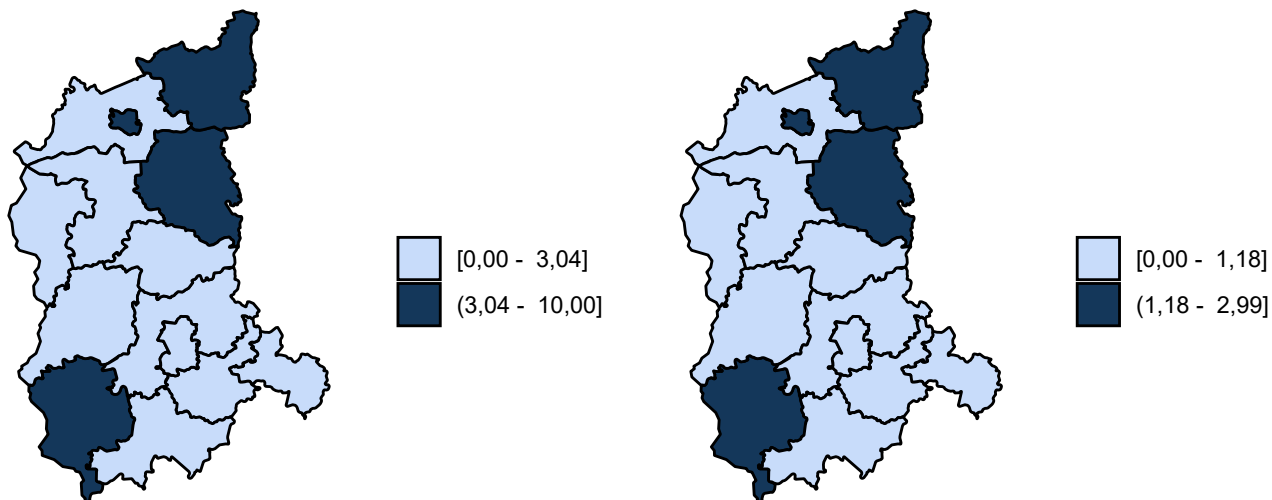 [0,00 - 3,04]
(3,04 - 10,00]
[0,00 - 1,18]
(1,18 - 2,99]